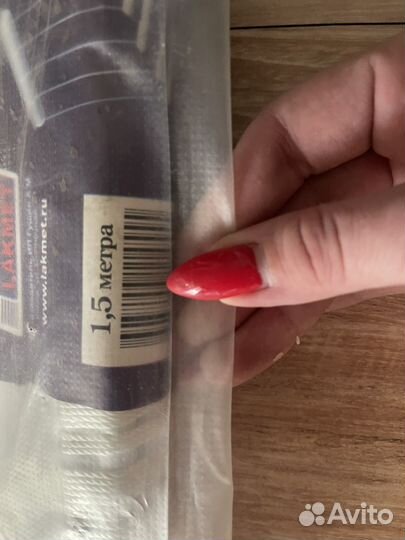 LAKMET
www.lakmet.ru
1,5 метра
Avito